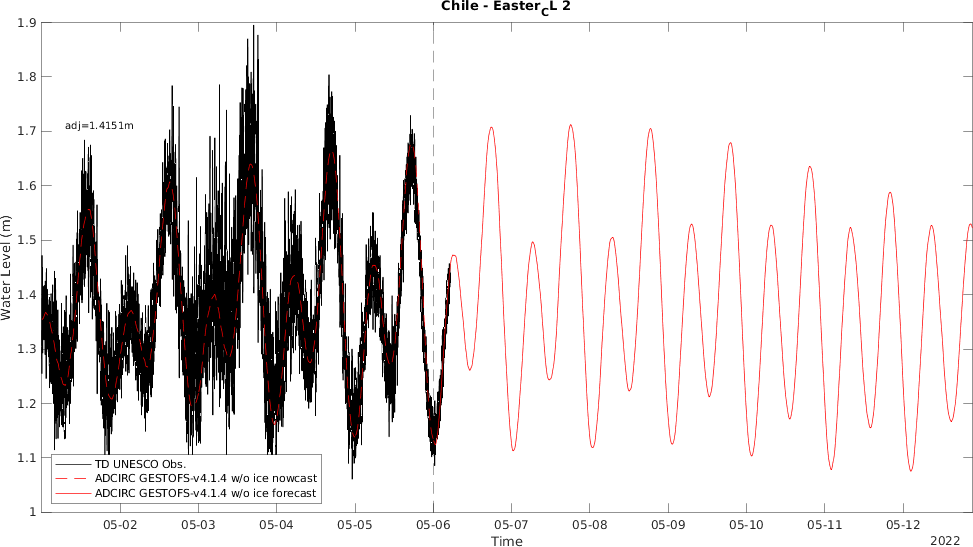 Chile - Easter_CL 2
1.9
1.8
1.7
1.6
1.5
1.4
1.3
1.2
1.1
1
Water Level (m)
adj=1.4151m
TD UNESCO Obs.
ADCIRC GESTOFS-v4.1.4 w/o ice nowcast
ADCIRC GESTOFS-v4.1.4 w/o ice forecast
05-02 05-03 05-04 05-05 05-06 05-07 05-08 05-09 05-10 05-11 05-12
Time
2022